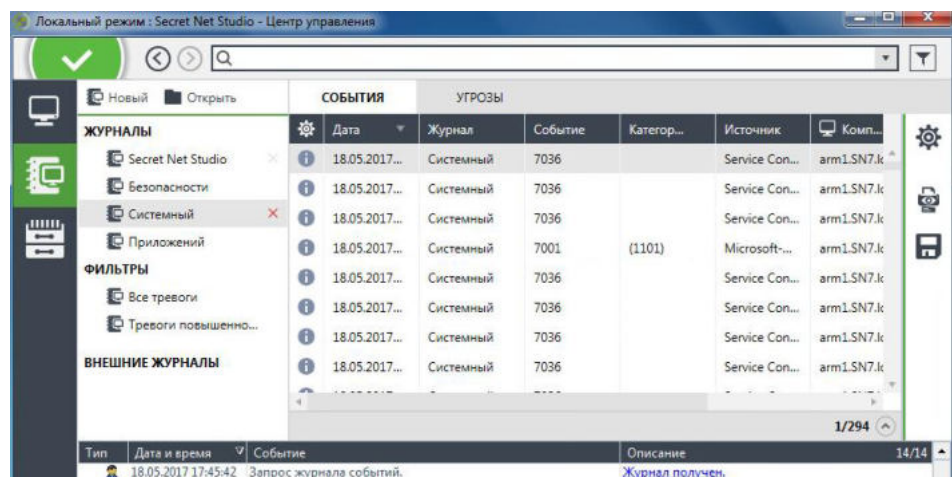 Локальный режим : Secret Net Studio - Центр управления
Новый Открыть СОБЫТИЯ УГРОЗЫ
ЖУРНАЛЫ Дата Журнал Событие Категор... Источник Комп...
Secret Net Studio 18.05.2017... Системный 7036 Service Con... arm1.SN7.lc
Безопасности 18.05.2017... Системный 7036 Service Con... arm1.SN7.lc
Системный 18.05.2017... Системный 7036 Service Con... arm1.SN7.lc
Приложений 18.05.2017... Системный 7001 (1101) Microsoft-... arm1.SN7.lc
ФИЛЬТРЫ
Все тревоги 18.05.2017... Системный 7036 Service Con... arm1.SN7.lc
Тревоги повышенно... 18.05.2017... Системный 7036 Service Con... arm1.SN7.lc
18.05.2017... Системный 7036 Service Con... arm1.SN7.lc
ВНЕШНИЕ ЖУРНАЛЫ 18.05.2017... Системный 7036 Service Con... arm1.SN7.lc
1/294
Тип Дата и время Событие Описание 14/14
18.05.2017 17:45:42 Запрос журнала событий. Журнал получен.